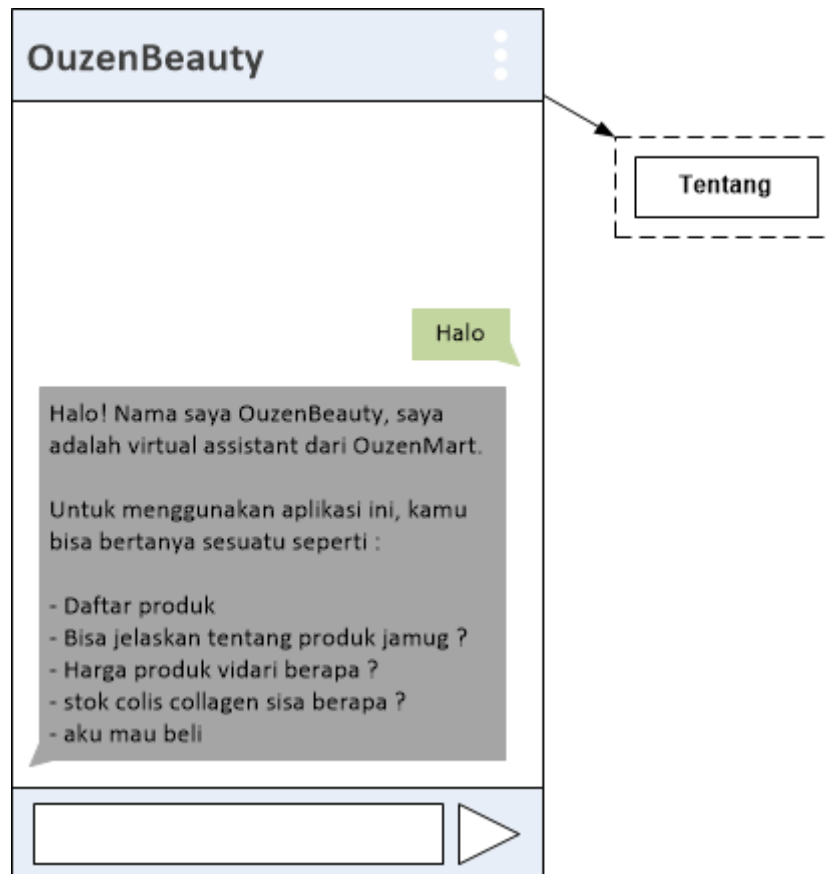 OuzenBeauty
Tentang
Halo
Halo! Nama saya OuzenBeauty, saya
adalah virtual assistant dari OuzenMart.
Untuk menggunakan aplikasi ini, kamu
bisa bertanya sesuatu seperti :
- Daftar produk
- Bisa jelaskan tentang produk jamug ?
- Harga produk vidari berapa ?
- stok colis collagen sisa berapa ?
- aku mau beli